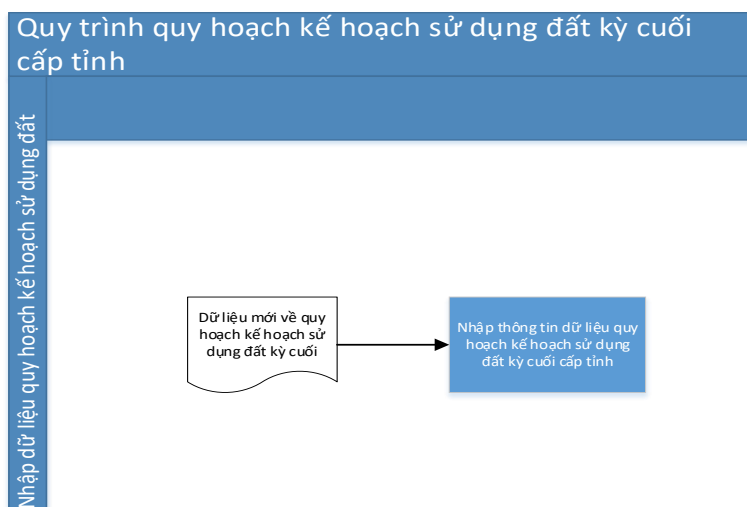 Quy trình quy hoạch kế hoạch sử dụng đất kỳ cuối
cấp tỉnh
Nhập dữ liệu quy hoạch kế hoạch sử dụng đất
Dữ liệu mới về quy
hoạch kế hoạch sử
dụng đất kỳ cuối
Nhập thông tin dữ liệu quy
hoạch kế hoạch sử dụng
đất kỳ cuối cấp tỉnh